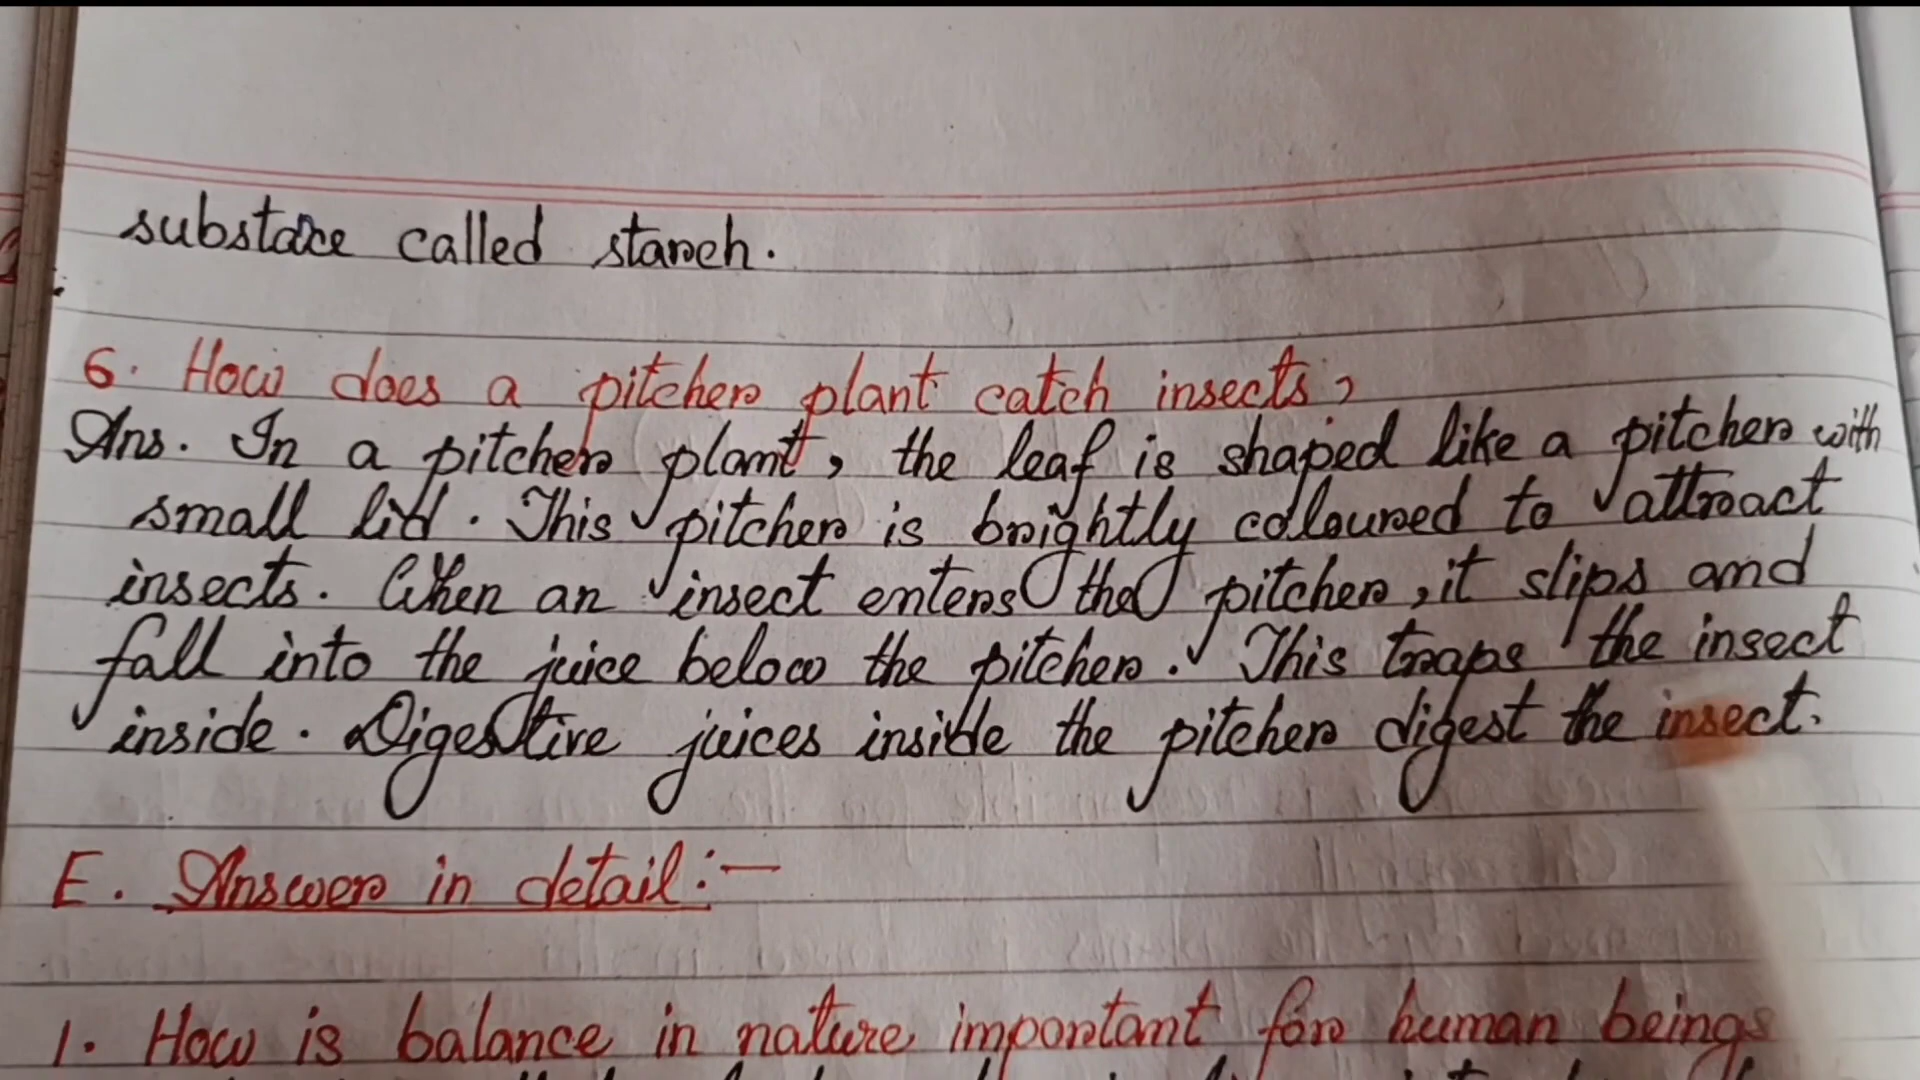 substace called starch.
6. How does a pitcher plant catch insects?
Ans. In a pitcher plant, the leaf is shaped like a pitcher with
small lid. This pitcher is brightly coloured to attract
insects. When an insect enters the pitcher, it slips and
fall into the juice below the pitcher. This traps the insect
inside. Digestive juices inside the pitcher digest the insect.
E. Answer in detail:-
1. How is balance in nature important for human beings